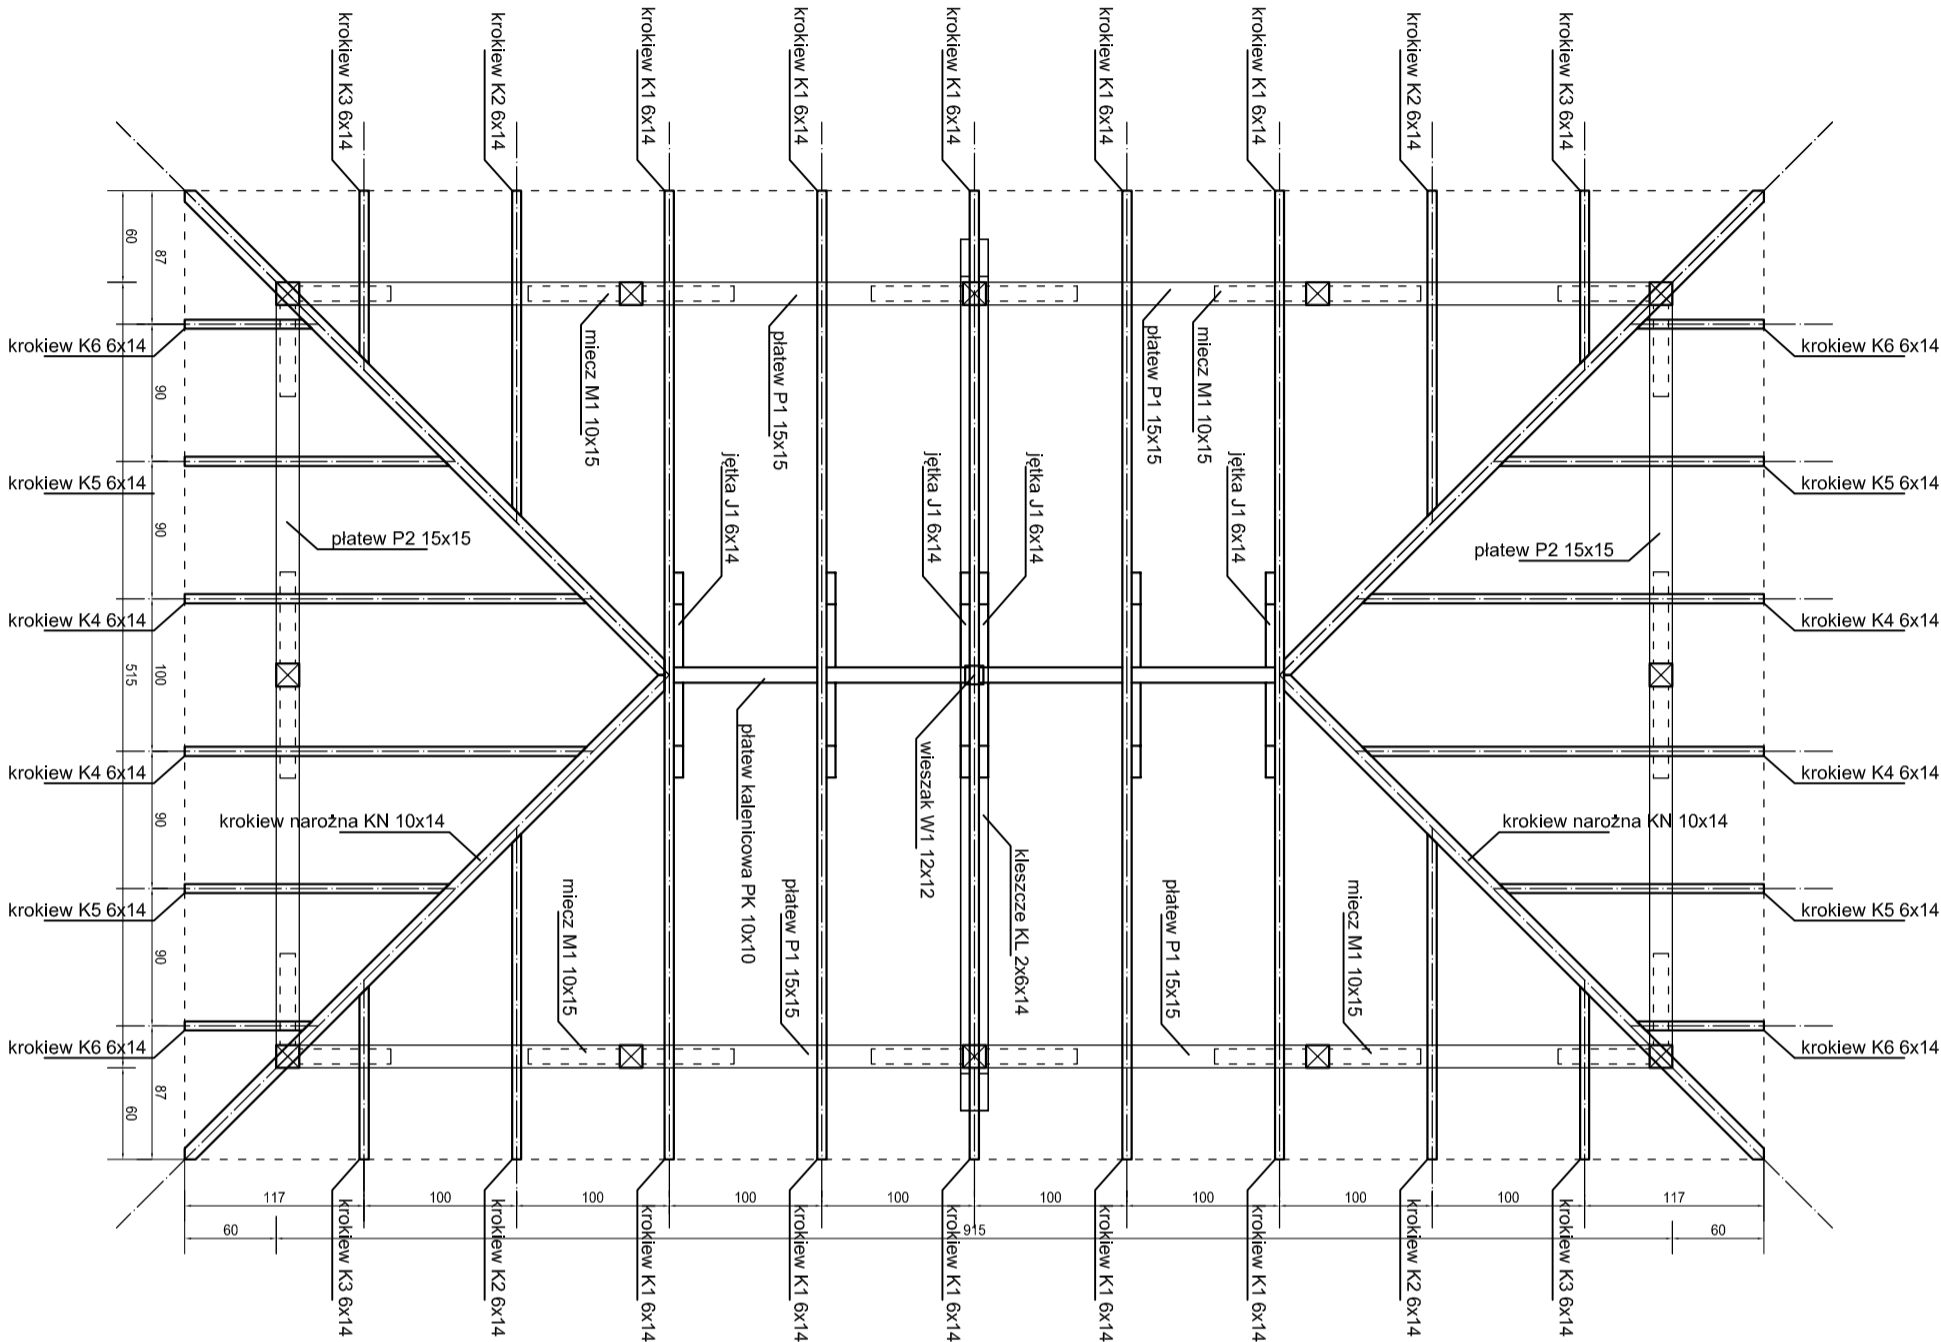 krokiew K3 6x14
krokiew K2 6x14
krokiew K1 6x14
krokiew K1 6x14
krokiew K1 6x14
krokiew K1 6x14
krokiew K1 6x14
krokiew K2 6x14
krokiew K3 6x14
60
87
krokiew K6 6x14
miecz M1 10x15
płatew P1 15x15
płatew P1 15x15
miecz M1 10x15
krokiew K6 6x14
90
jętka J1 6x14
jętka J1 6x14
jętka J1 6x14
jętka J1 6x14
krokiew K5 6x14
krokiew K5 6x14
90
płatew P2 15x15
płatew P2 15x15
krokiew K4 6x14
krokiew K4 6x14
515
100
krokiew K4 6x14
płatew kalenicowa PK 10x10
wieszak W1 12x12
krokiew K4 6x14
90
krokiew narożna KN 10x14
kleszcze KL 2x6x14
krokiew narożna KN 10x14
krokiew K5 6x14
miecz M1 10x15
płatew P1 15x15
płatew P1 15x15
miecz M1 10x15
krokiew K5 6x14
90
krokiew K6 6x14
krokiew K6 6x14
87
60
117
100
100
100
100
100
100
100
100
117
60
915
60
krokiew K3 6x14
krokiew K2 6x14
krokiew K1 6x14
krokiew K1 6x14
krokiew K1 6x14
krokiew K1 6x14
krokiew K1 6x14
krokiew K2 6x14
krokiew K3 6x14